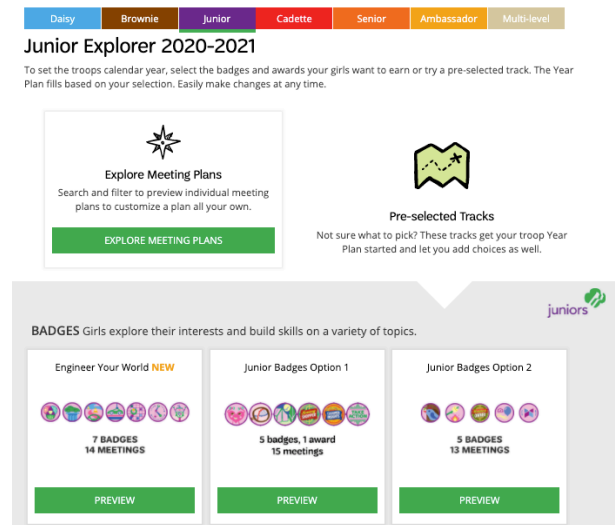 Daisy Brownie Junior Cadette Senior Ambassador Multi-level
Junior Explorer 2020-2021
To set the troops calendar year, select the badges and awards your girls want to earn or try a pre-selected track. The Year
Plan fills based on your selection. Easily make changes at any time.
Explore Meeting Plans
Search and filter to preview individual meeting
plans to customize a plan all your own.
EXPLORE MEETING PLANS
Pre-selected Tracks
Not sure what to pick? These tracks get your troop Year
Plan started and let you add choices as well.
juniors
BADGES Girls explore their interests and build skills on a variety of topics.
Engineer Your World NEW
7 BADGES
14 MEETINGS
PREVIEW
Junior Badges Option 1
5 badges, 1 award
15 meetings
PREVIEW
Junior Badges Option 2
5 BADGES
13 MEETINGS
PREVIEW